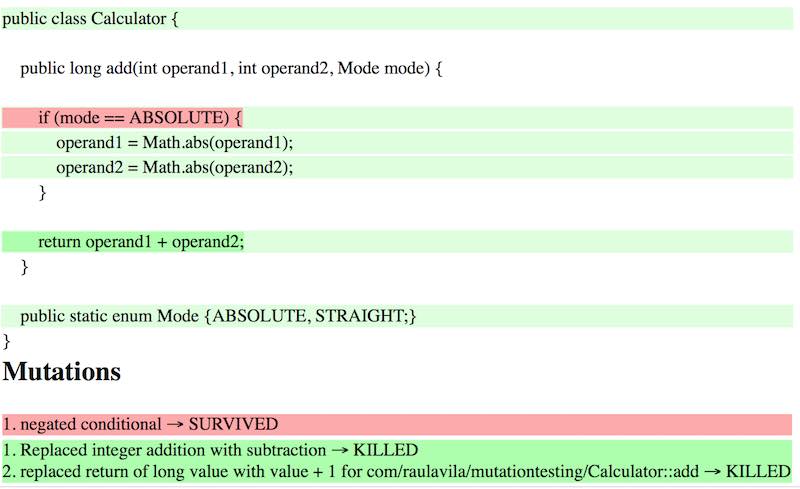 public class Calculator {
public long add(int operand1, int operand2, Mode mode) {
if (mode == ABSOLUTE) {
operand1 = Math.abs(operand1);
operand2 = Math.abs(operand2);
}
return operand1 + operand2;
}
public static enum Mode {ABSOLUTE, STRAIGHT;}
}
Mutations
1. negated conditional → SURVIVED
1. Replaced integer addition with subtraction → KILLED
2. replaced return of long value with value + 1 for com/raulavila/mutationtesting/Calculator::add → KILLED